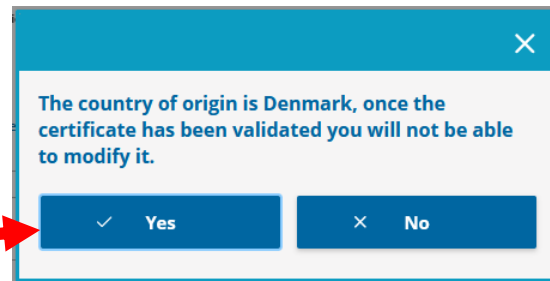 The country of origin is Denmark, once the
certificate has been validated you will not be able
to modify it.
Yes
No